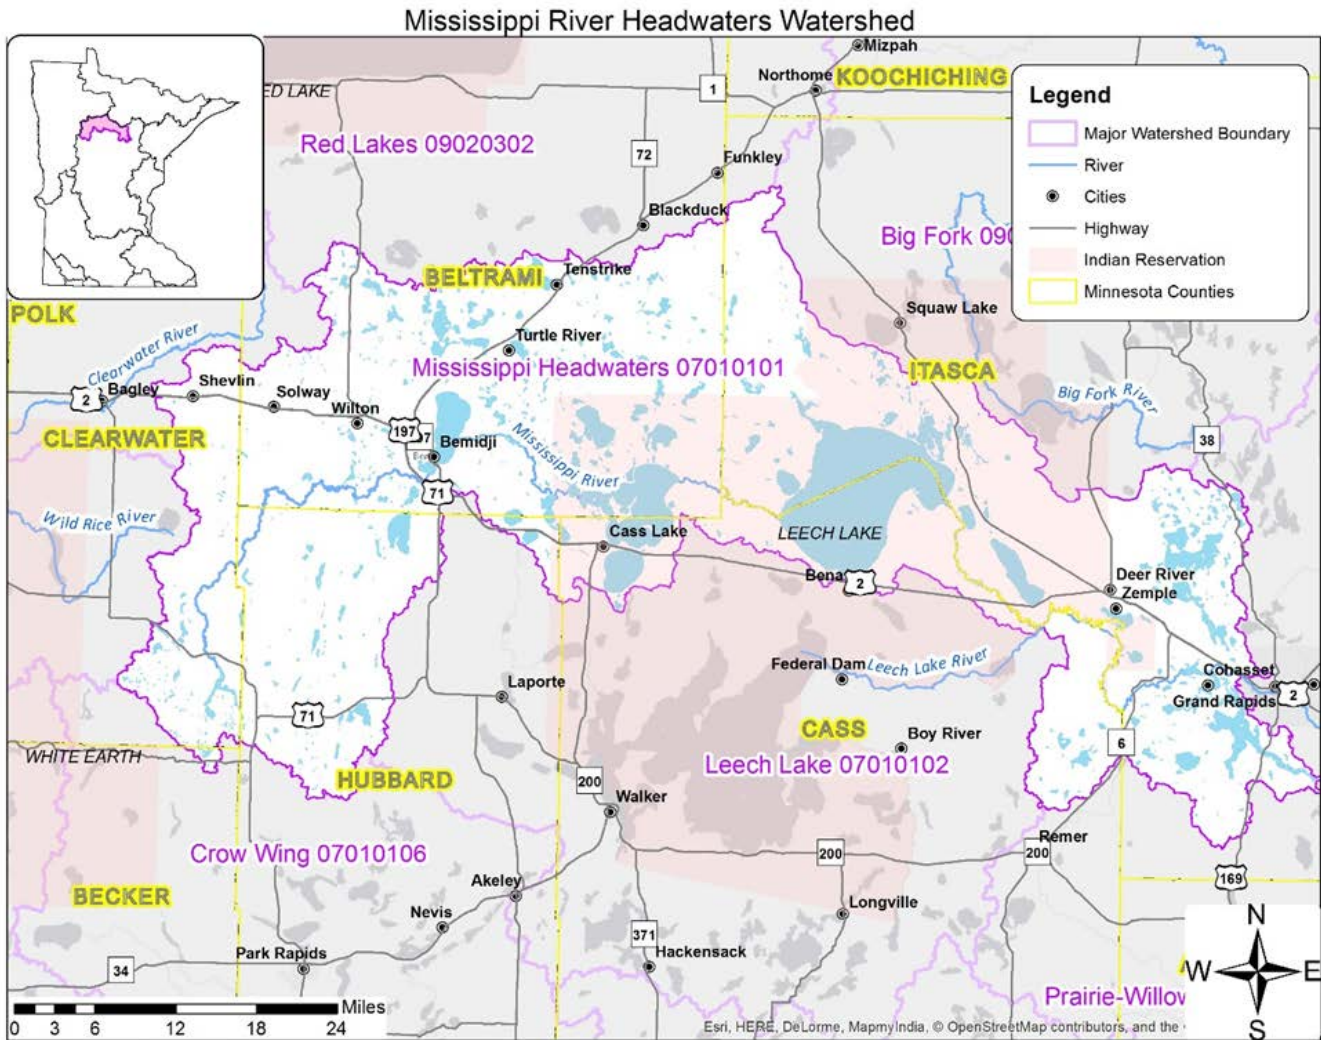 Mississippi River Headwaters Watershed
Mizpah
Northome
KOOCHICHING
ED LAKE
1
Legend
Major Watershed Boundary
River
Cities
Highway
Indian Reservation
Minnesota Counties
Red Lakes 09020302
72
Funkley
Blackduck
Big Fork 090
BELTRAMI
Tenstrike
POLK
Squaw Lake
Clearwater River
Turtle River
Mississippi Headwaters 07010101
ITASCA
2
Bagley
Shevlin
Solway
Wilton
Big Fork River
197
7
Bemidji
CLEARWATER
38
Mississippi River
71
Wild Rice River
Cass Lake
LEECH LAKE
Bena
2
Deer River
Zemple
Federal Dam
Leech Lake River
Cohasset
Laporte
Grand Rapids
2
71
CASS
Boy River
6
WHITE EARTH
Leech Lake 07010102
HUBBARD
200
Walker
Remer
Crow Wing 07010106
200
200
169
Akeley
BECKER
Longville
Nevis
371
Park Rapids
Hackensack
34
N
W
E
S
Prairie-Willow
Miles
0 3 6 12 18 24
Esri, HERE, DeLorme, MapmyIndia, © OpenStreetMap contributors, and the